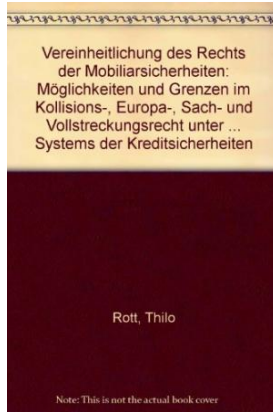 Vereinheitlichung des Rechts
der Mobiliarsicherheiten:
Möglichkeiten und Grenzen im
Kollisions-, Europa-, Sach- und
Vollstreckungsrecht unter ...
Systems der Kreditsicherheiten
Rott, Thilo
Note: This is not the actual book cover